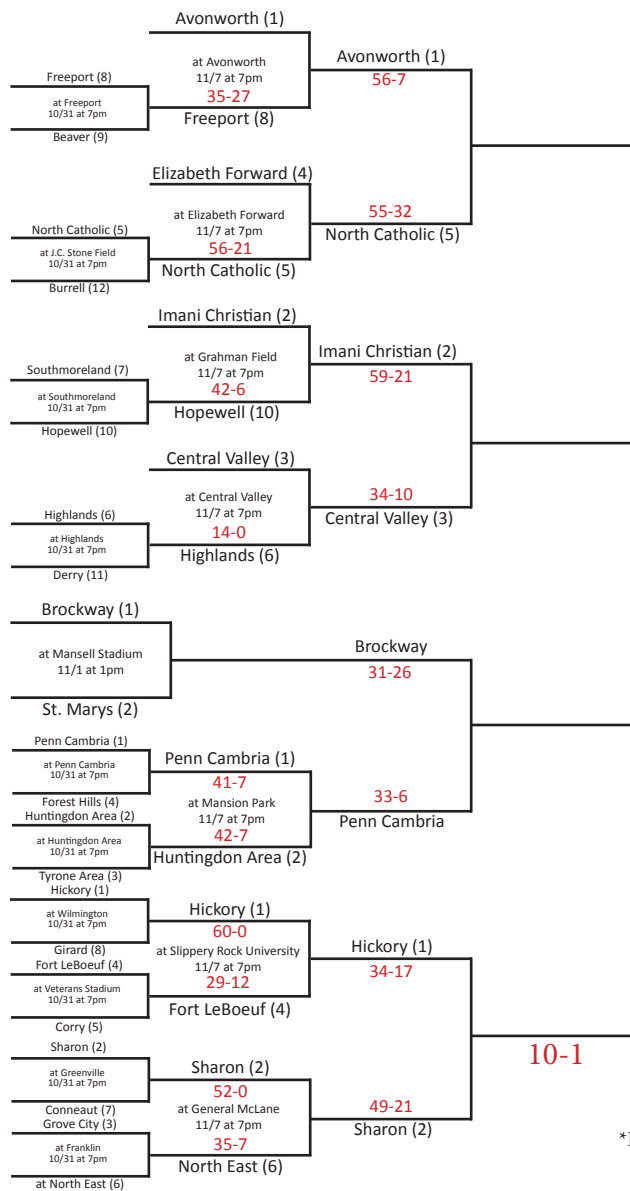 Avonworth (1)
at Avonworth
11/7 at 7pm
35-27
Freeport (8)
Freeport (8)
at Freeport
10/31 at 7pm
Beaver (9)
Avonworth (1)
56-7
Elizabeth Forward (4)
at Elizabeth Forward
11/7 at 7pm
56-21
North Catholic (5)
North Catholic (5)
at J.C. Stone Field
10/31 at 7pm
Burrell (12)
55-32
North Catholic (5)
Imani Christian (2)
at Grahman Field
11/7 at 7pm
42-6
Hopewell (10)
Southmoreland (7)
at Southmoreland
10/31 at 7pm
Hopewell (10)
Imani Christian (2)
59-21
Central Valley (3)
at Central Valley
11/7 at 7pm
14-0
Highlands (6)
Highlands (6)
at Highlands
10/31 at 7pm
Derry (11)
34-10
Central Valley (3)
Brockway (1)
at Mansell Stadium
11/1 at 1pm
St. Marys (2)
Brockway
31-26
Penn Cambria (1)
at Penn Cambria
10/31 at 7pm
Forest Hills (4)
Huntingdon Area (2)
at Huntingdon Area
10/31 at 7pm
Tyrone Area (3)
Penn Cambria (1)
41-7
at Mansion Park
11/7 at 7pm
42-7
Huntingdon Area (2)
33-6
Penn Cambria
Hickory (1)
at Wilmington
10/31 at 7pm
Girard (8)
Fort LeBoeuf (4)
at Veterans Stadium
10/31 at 7pm
Corry (5)
Hickory (1)
60-0
at Slippery Rock University
11/7 at 7pm
29-12
Fort LeBoeuf (4)
Hickory (1)
34-17
Sharon (2)
at Greenville
10/31 at 7pm
Conneaut (7)
Grove City (3)
at Franklin
10/31 at 7pm
at North East (6)
Sharon (2)
52-0
at General McLane
11/7 at 7pm
35-7
North East (6)
49-21
Sharon (2)
10-1